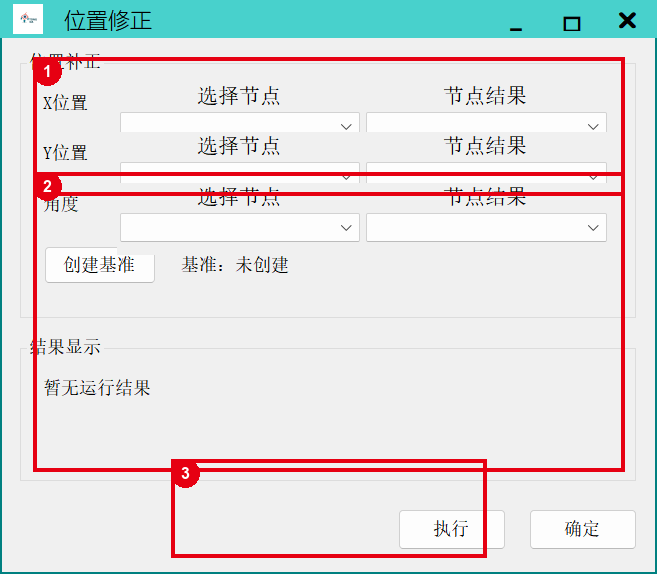 位置修正
位置补正
1
选择节点 节点结果
X位置
选择节点 节点结果
Y位置
2
选择节点 节点结果
角度
创建基准 基准：未创建
结果显示
暂无运行结果
3
执行 确定